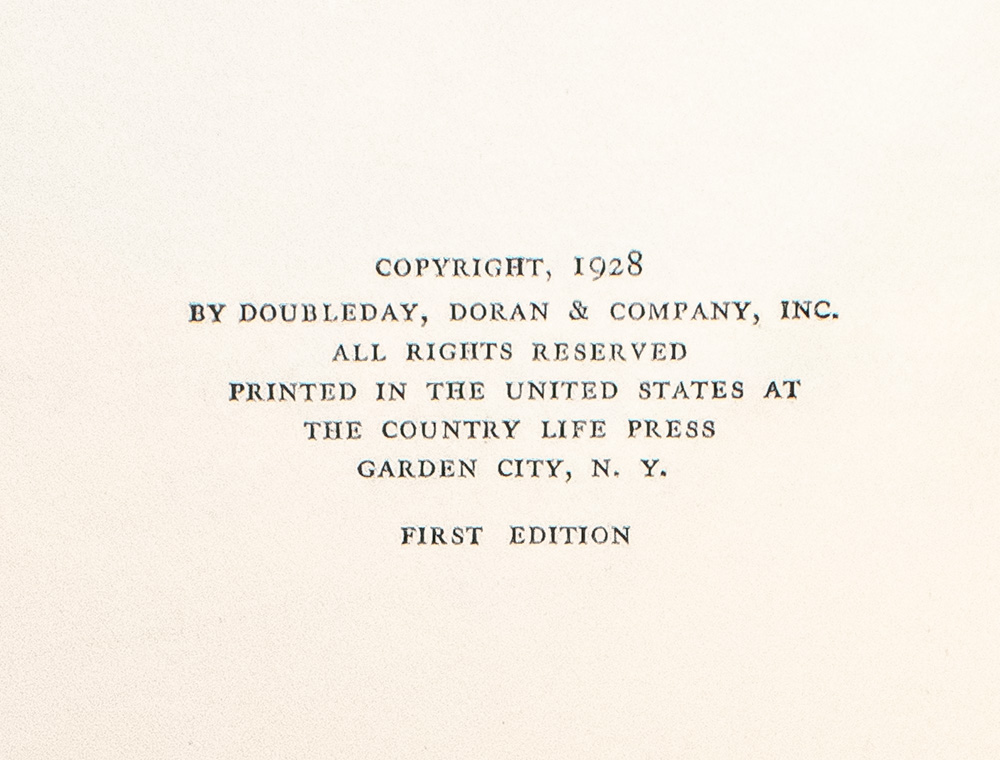 COPYRIGHT, 1928
BY DOUBLEDAY, DORAN & COMPANY, INC.
ALL RIGHTS RESERVED
PRINTED IN THE UNITED STATES AT
THE COUNTRY LIFE PRESS
GARDEN CITY, N. Y.
FIRST EDITION